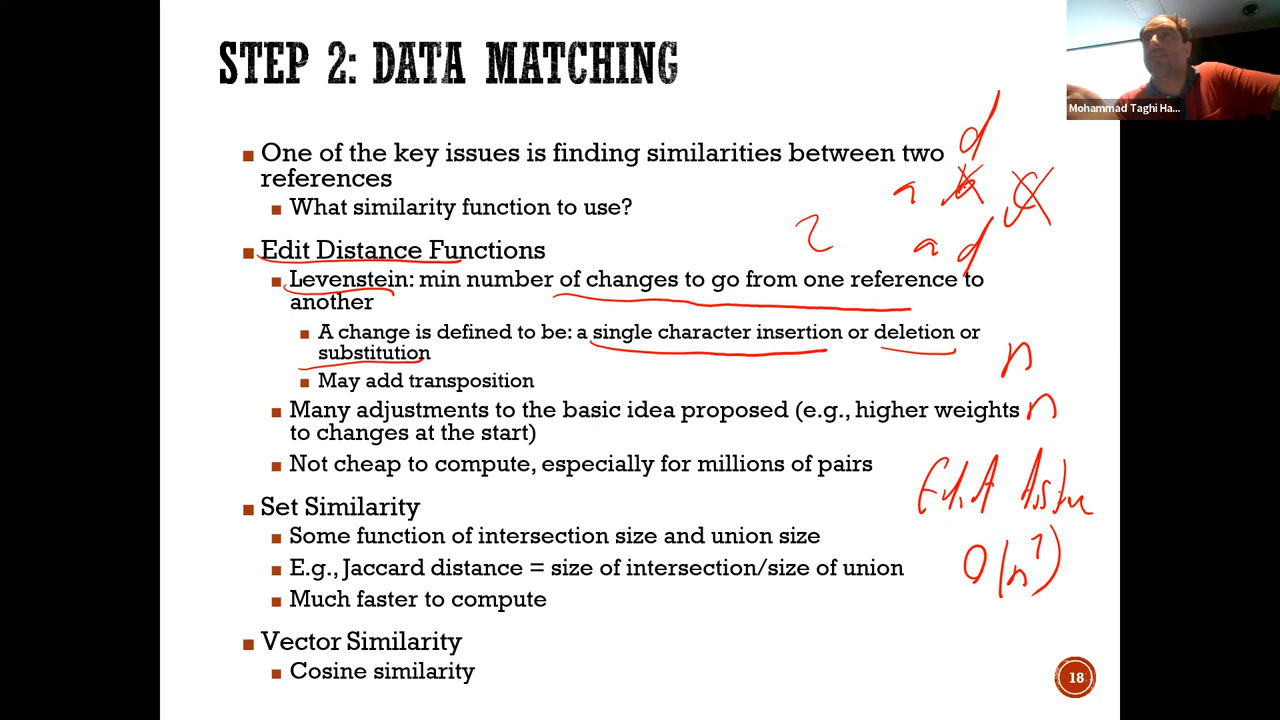 STEP 2: DATA MATCHING
Mohammad Taghi Ha...
■ One of the key issues is finding similarities between two
references
■ What similarity function to use?
■ Edit Distance Functions
■ Levenstein: min number of changes to go from one reference to
another
■ A change is defined to be: a single character insertion or deletion or
substitution
■ May add transposition
■ Many adjustments to the basic idea proposed (e.g., higher weights
to changes at the start)
■ Not cheap to compute, especially for millions of pairs
■ Set Similarity
■ Some function of intersection size and union size
■ E.g., Jaccard distance = size of intersection/size of union
■ Much faster to compute
■ Vector Similarity
■ Cosine similarity
18
d
a
2
a d
n
n
Edit